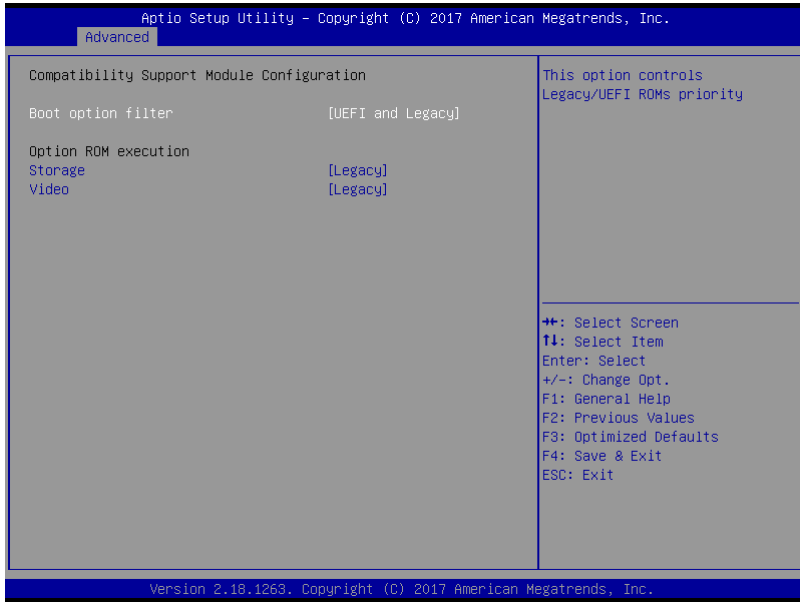 Aptio Setup Utility – Copyright (C) 2017 American Megatrends, Inc.
Advanced
Compatibility Support Module Configuration
Boot option filter [UEFI and Legacy]
Option ROM execution
Storage [Legacy]
Video [Legacy]
This option controls
Legacy/UEFI ROMs priority
→←: Select Screen
↑↓: Select Item
Enter: Select
+/-: Change Opt.
F1: General Help
F2: Previous Values
F3: Optimized Defaults
F4: Save & Exit
ESC: Exit
Version 2.18.1263. Copyright (C) 2017 American Megatrends, Inc.